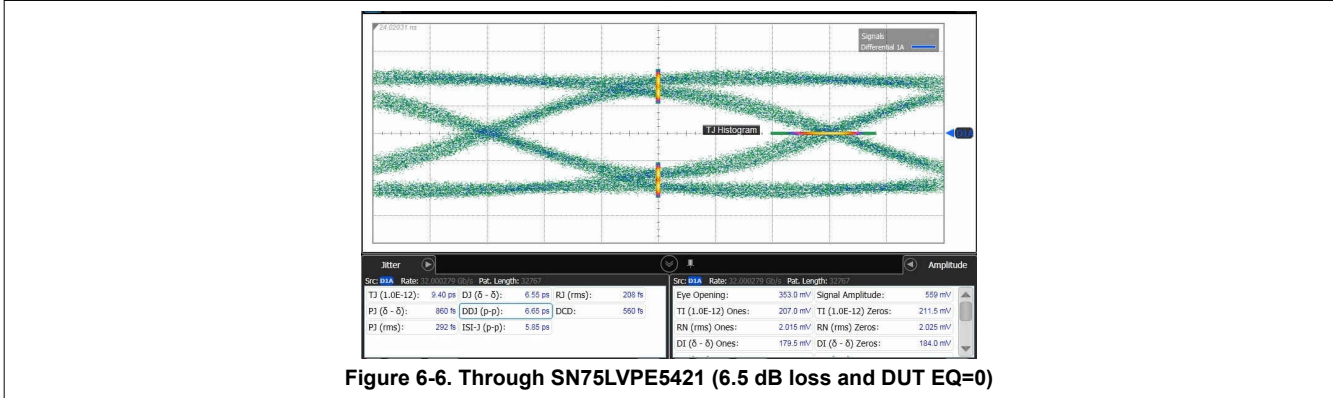 24.02031 ns
Signals
Differential 1A
TJ Histogram
D1A
Jitter
Amplitude
Src: D1A Rate: 32.000279 Gb/s Pat. Length: 32767
TJ (1.0E-12): 9.40 ps DJ (δ - δ): 6.55 ps RJ (rms): 208 fs
PJ (δ - δ): 860 fs DDJ (p-p): 6.65 ps DCD: 560 fs
PJ (rms): 292 fs ISI-J (p-p): 5.85 ps
Src: D1A Rate: 32.000279 Gb/s Pat. Length: 32767
Eye Opening: 353.0 mV Signal Amplitude: 559 mV
TI (1.0E-12) Ones: 207.0 mV TI (1.0E-12) Zeros: 211.5 mV
RN (rms) Ones: 2.015 mV RN (rms) Zeros: 2.025 mV
DI (δ - δ) Ones: 179.5 mV DI (δ - δ) Zeros: 184.0 mV
Figure 6-6. Through SN75LVPE5421 (6.5 dB loss and DUT EQ=0)